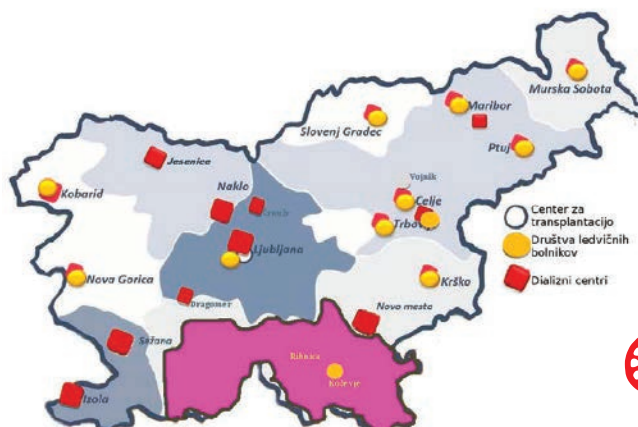 Murska Sobota
Maribor
Slovenj Gradec
Ptuj
Jesenice
Vojnik
Naklo
Kobarid
Celje
Center za
transplantacijo
Trbovlje
Ljubljana
Društva ledvičnih
bolnikov
Nova Gorica
Krško
Dializni centri
Dragomer
Novo mesto
Sežana
Ribnica
Kočevje
Izola